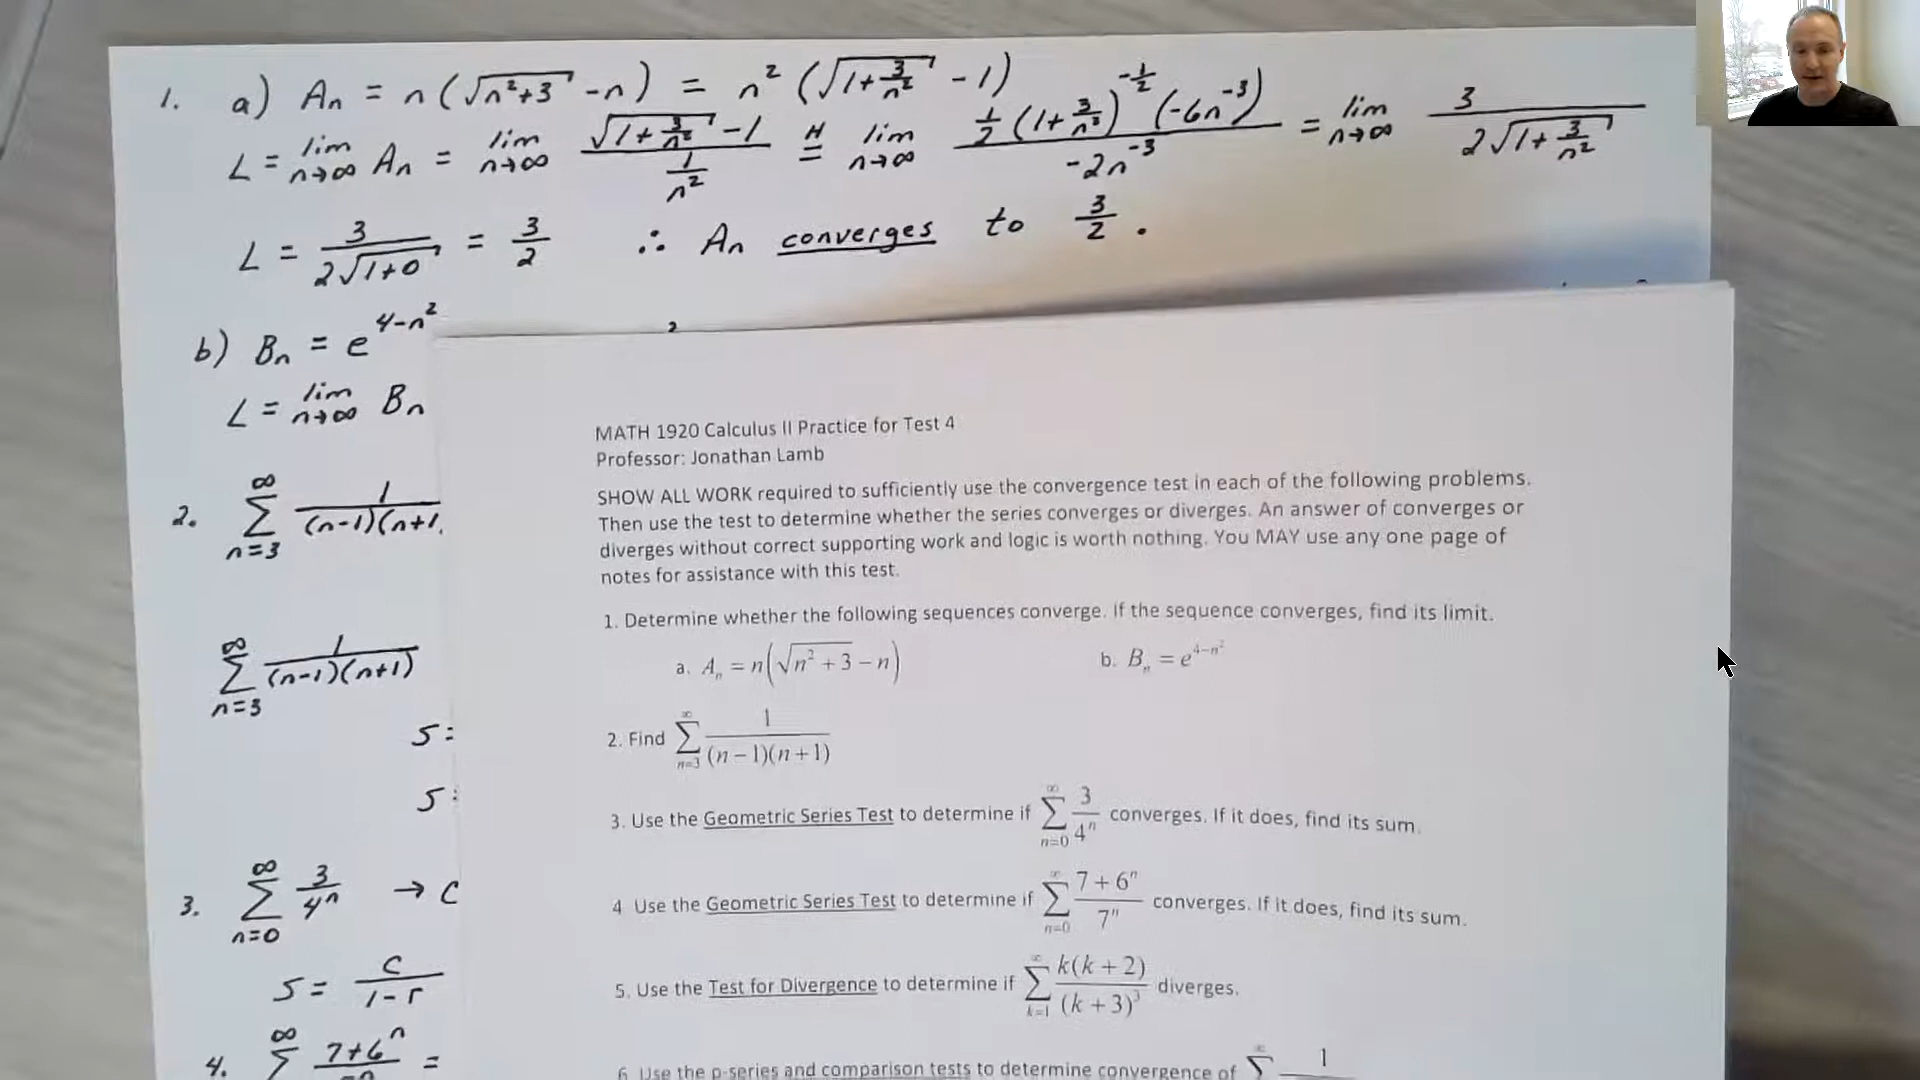 1. a) An = n(√n²+3 - n) = n²(√1+3/n² - 1)
L = lim n→∞ An = lim n→∞ (√1+3/n² - 1)/(1/n²) H= lim n→∞ (1/2(1+3/n²)^-1/2 (-6n^-3))/(-2n^-3) = lim n→∞ 3/(2√1+3/n²)
L = 3/(2√1+0) = 3/2 ∴ An converges to 3/2.
b) Bn = e^4-n²
L = lim n→∞ Bn
2. ∞ Σ n=3 1/((n-1)(n+1
∞ Σ n=3 1/((n-1)(n+1))
S=
S=
3. ∞ Σ n=0 3/4ⁿ → C
S = C/(1-r)
4. ∞ Σ 7+6ⁿ =
MATH 1920 Calculus II Practice for Test 4
Professor: Jonathan Lamb
SHOW ALL WORK required to sufficiently use the convergence test in each of the following problems.
Then use the test to determine whether the series converges or diverges. An answer of converges or
diverges without correct supporting work and logic is worth nothing. You MAY use any one page of
notes for assistance with this test.
1. Determine whether the following sequences converge. If the sequence converges, find its limit.
a. An = n(√n²+3 - n) b. Bn = e^4-n²
2. Find ∞ Σ n=3 1/((n-1)(n+1))
3. Use the Geometric Series Test to determine if ∞ Σ n=0 3/4ⁿ converges. If it does, find its sum.
4 Use the Geometric Series Test to determine if ∞ Σ n=0 (7+6ⁿ)/7ⁿ converges. If it does, find its sum.
5. Use the Test for Divergence to determine if ∞ Σ k=1 k(k+2)/(k+3)³ diverges.
6. Use the p-series and comparison tests to determine convergence of ∞ Σ 1